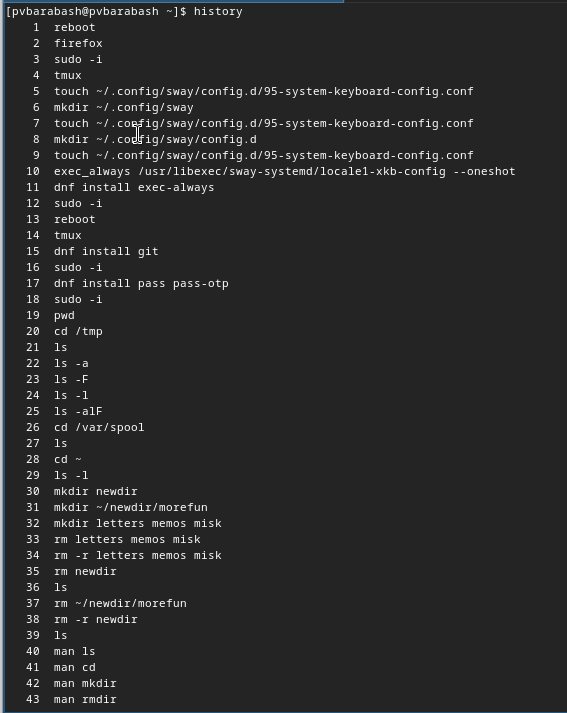 [pvbarabash@pvbarabash ~]$ history
1 reboot
2 firefox
3 sudo -i
4 tmux
5 touch ~/.config/sway/config.d/95-system-keyboard-config.conf
6 mkdir ~/.config/sway
7 touch ~/.config/sway/config.d/95-system-keyboard-config.conf
8 mkdir ~/.config/sway/config.d
9 touch ~/.config/sway/config.d/95-system-keyboard-config.conf
10 exec_always /usr/libexec/sway-systemd/locale1-xkb-config --oneshot
11 dnf install exec-always
12 sudo -i
13 reboot
14 tmux
15 dnf install git
16 sudo -i
17 dnf install pass pass-otp
18 sudo -i
19 pwd
20 cd /tmp
21 ls
22 ls -a
23 ls -F
24 ls -l
25 ls -alF
26 cd /var/spool
27 ls
28 cd ~
29 ls -l
30 mkdir newdir
31 mkdir ~/newdir/morefun
32 mkdir letters memos misk
33 rm letters memos misk
34 rm -r letters memos misk
35 rm newdir
36 ls
37 rm ~/newdir/morefun
38 rm -r newdir
39 ls
40 man ls
41 man cd
42 man mkdir
43 man rmdir